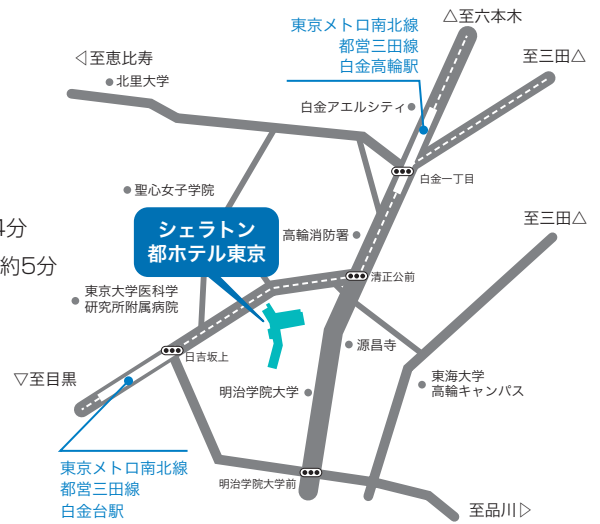 △至六本木
東京メトロ南北線
都営三田線
白金高輪駅
至三田△
◁至恵比寿
北里大学
白金アエルシティ
白金一丁目
聖心女子学院
4分
シェラトン
都ホテル東京
高輪消防署
至三田△
約5分
清正公前
東京大学医科学
研究所附属病院
源昌寺
日吉坂上
▽至目黒
明治学院大学
東海大学
高輪キャンパス
東京メトロ南北線
都営三田線
白金台駅
明治学院大学前
至品川▷